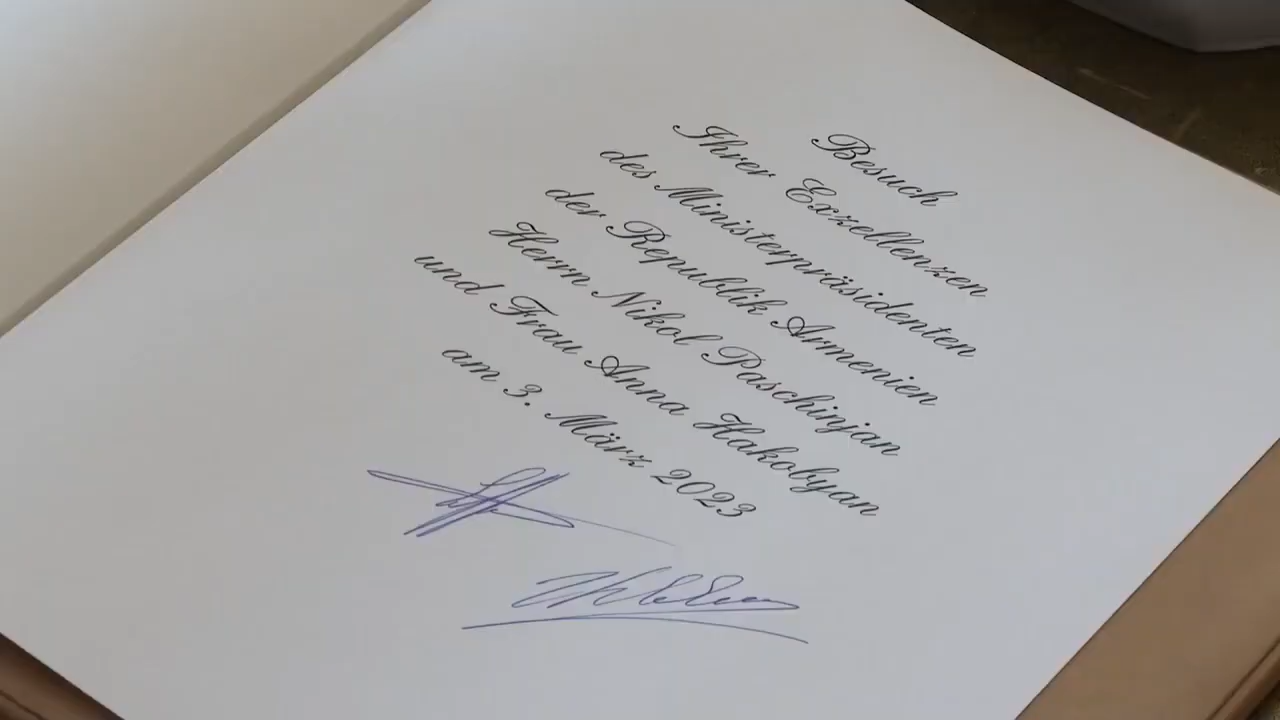 Besuch
Ihrer Exzellenzen
des Ministerpräsidenten
der Republik Armenien
Herrn Nikol Paschinjan
und Frau Anna Hakobyan
am 3. März 2023